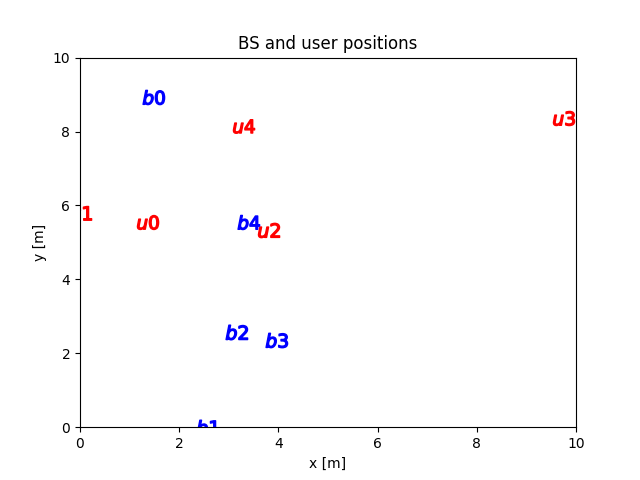 BS and user positions
10
b0
u4
u3
8
1
u0
b4
u2
6
y [m]
4
b2
b3
2
b1
0
0 2 4 6 8 10
x [m]